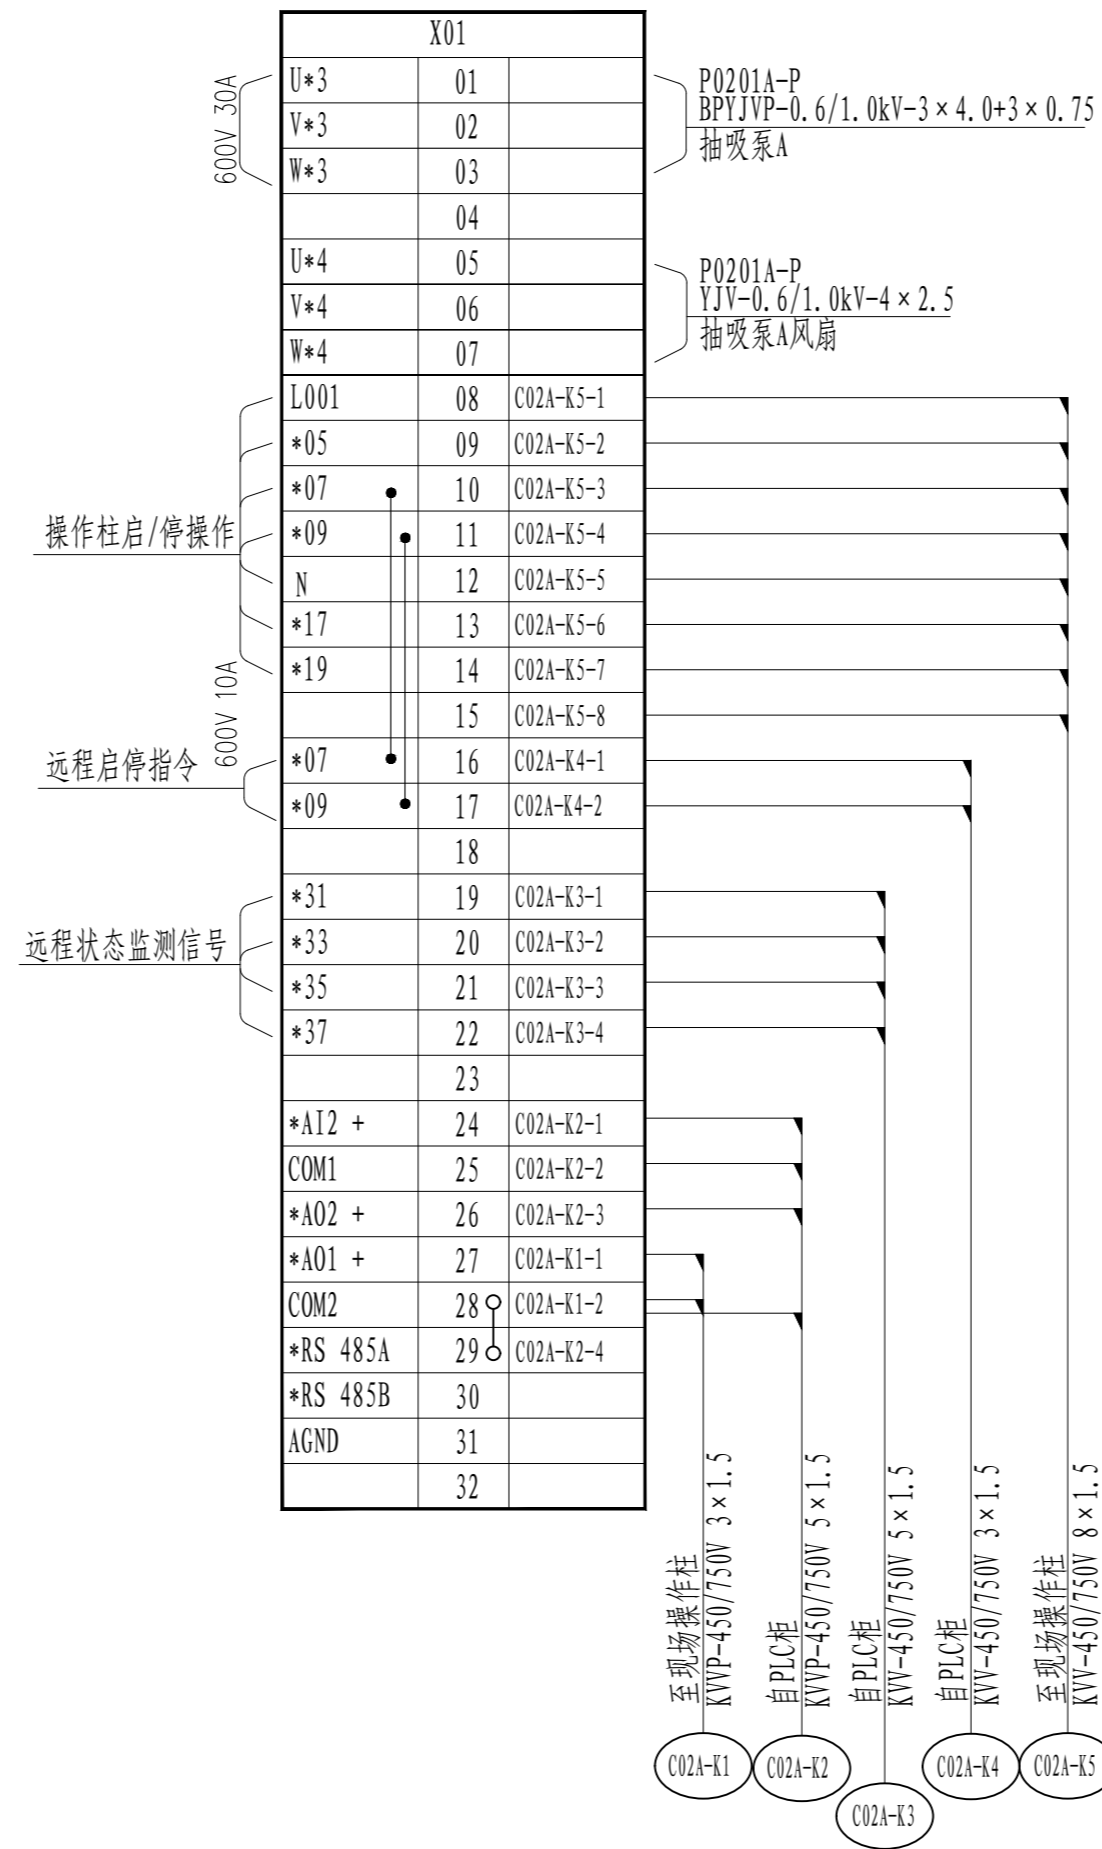 X01
U*3 01
V*3 02
W*3 03
04
U*4 05
V*4 06
W*4 07
L001 08 C02A-K5-1
*05 09 C02A-K5-2
*07 10 C02A-K5-3
*09 11 C02A-K5-4
N 12 C02A-K5-5
*17 13 C02A-K5-6
*19 14 C02A-K5-7
15 C02A-K5-8
*07 16 C02A-K4-1
*09 17 C02A-K4-2
18
*31 19 C02A-K3-1
*33 20 C02A-K3-2
*35 21 C02A-K3-3
*37 22 C02A-K3-4
23
*AI2 + 24 C02A-K2-1
COM1 25 C02A-K2-2
*AO2 + 26 C02A-K2-3
*AO1 + 27 C02A-K1-1
COM2 28 C02A-K1-2
*RS 485A 29 C02A-K2-4
*RS 485B 30
AGND 31
32
600V 30A
操作柱启/停操作
600V 10A
远程启停指令
远程状态监测信号
P0201A-P
BPYJVP-0.6/1.0kV-3×4.0+3×0.75
抽吸泵A
P0201A-P
YJV-0.6/1.0kV-4×2.5
抽吸泵A风扇
至现场操作柱
KVVP-450/750V 3×1.5
自PLC柜
KVVP-450/750V 5×1.5
自PLC柜
KVV-450/750V 5×1.5
自PLC柜
KVV-450/750V 3×1.5
至现场操作柱
KVV-450/750V 8×1.5
C02A-K1
C02A-K2
C02A-K3
C02A-K4
C02A-K5